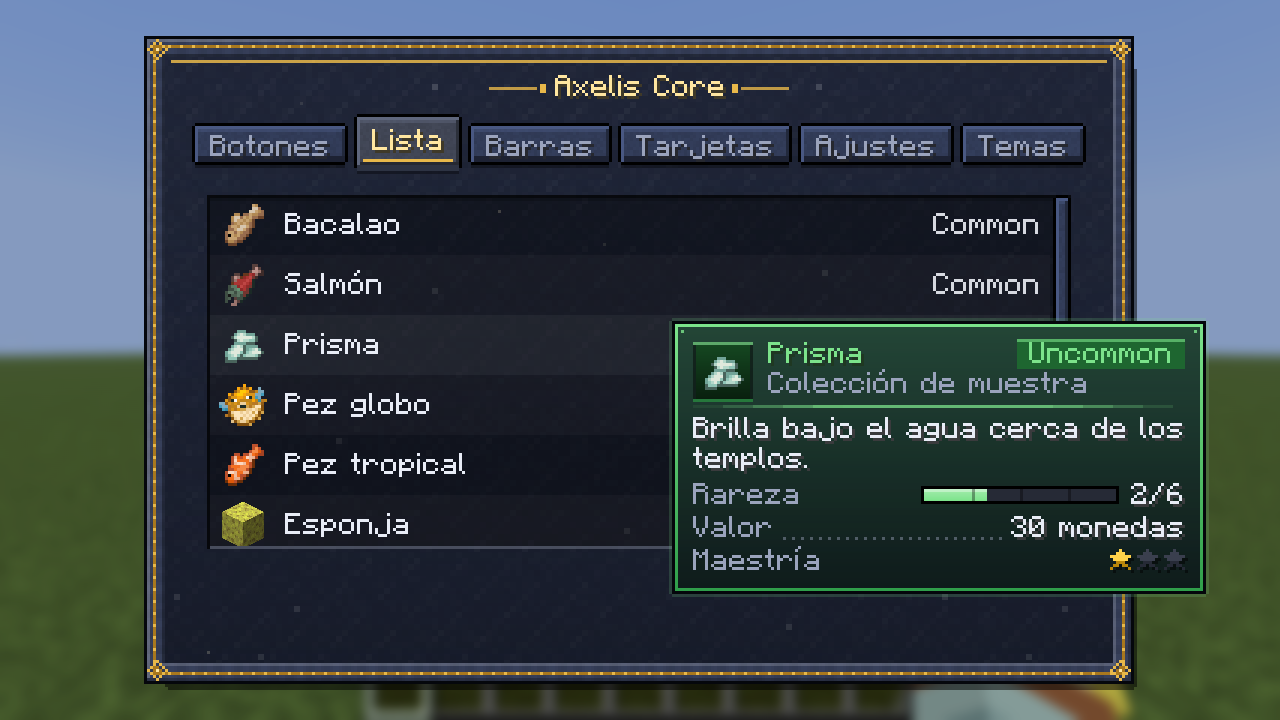 Axelis Core
Botones
Lista
Barras
Tarjetas
Ajustes
Temas
Bacalao Common
Salmón Common
Prisma
Pez globo
Pez tropical
Esponja
Prisma Uncommon
Colección de muestra
Brilla bajo el agua cerca de los
templos.
Rareza 2/6
Valor 30 monedas
Maestría